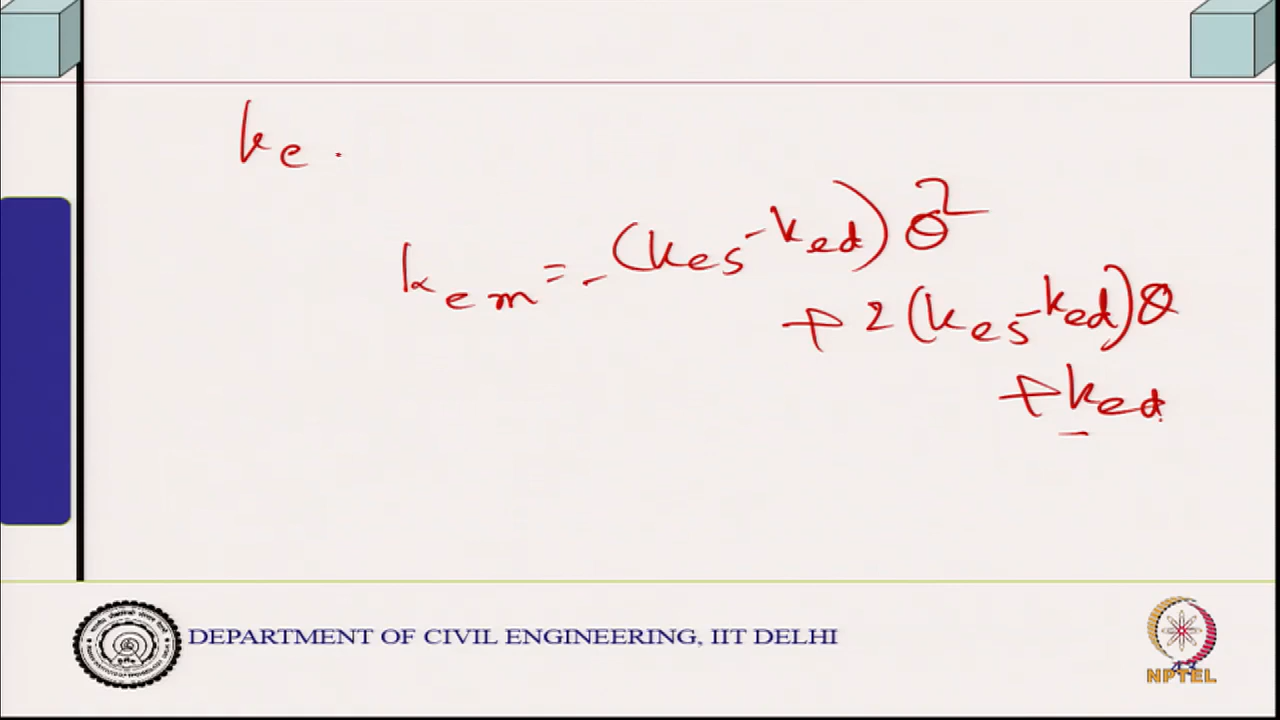 ke .
kem = -(kes-ked) θ²
+ 2(kes-ked)θ
+ ked
DEPARTMENT OF CIVIL ENGINEERING, IIT DELHI
NPTEL